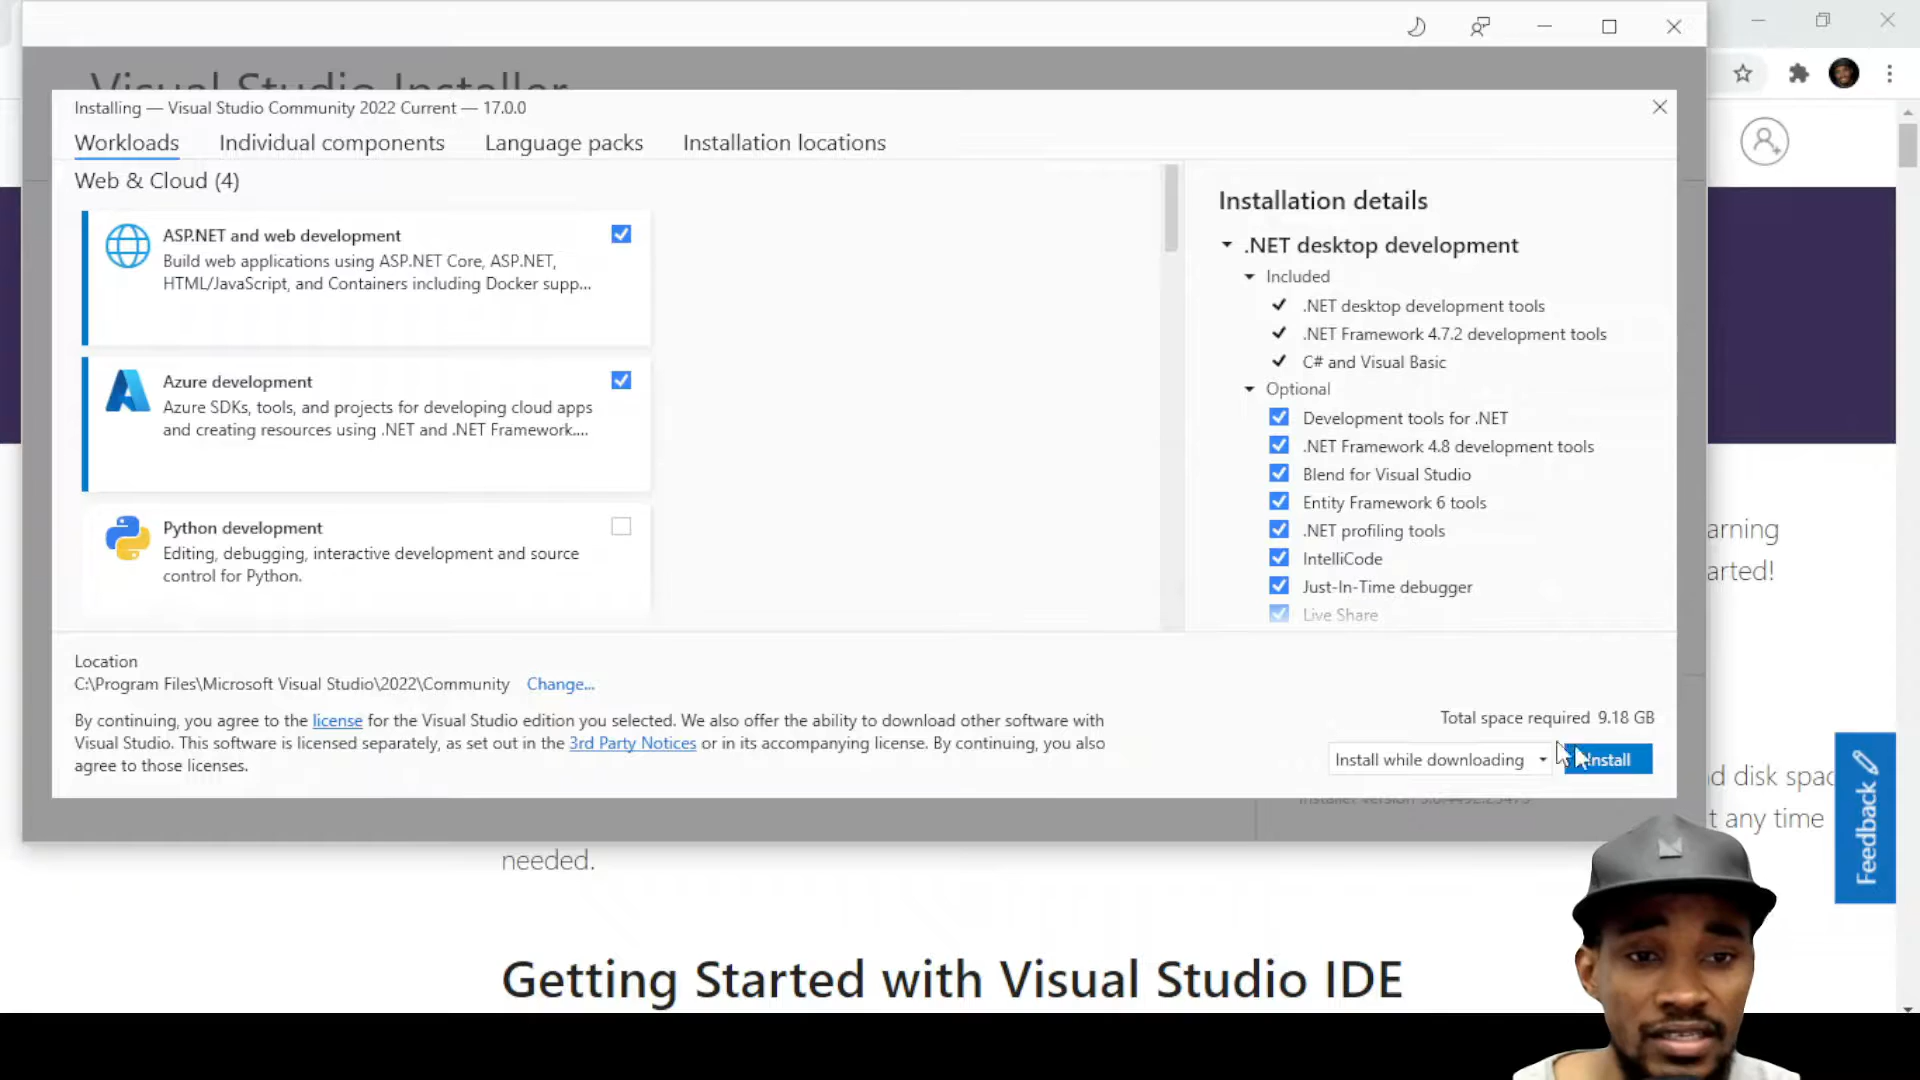 Visual Studio Installer
Installing — Visual Studio Community 2022 Current — 17.0.0
Workloads
Individual components
Language packs
Installation locations
Web & Cloud (4)
ASP.NET and web development
Build web applications using ASP.NET Core, ASP.NET,
HTML/JavaScript, and Containers including Docker supp...
Azure development
Azure SDKs, tools, and projects for developing cloud apps
and creating resources using .NET and .NET Framework....
Python development
Editing, debugging, interactive development and source
control for Python.
Installation details
.NET desktop development
Included
.NET desktop development tools
.NET Framework 4.7.2 development tools
C# and Visual Basic
Optional
Development tools for .NET
.NET Framework 4.8 development tools
Blend for Visual Studio
Entity Framework 6 tools
.NET profiling tools
IntelliCode
Just-In-Time debugger
Live Share
Location
C:\Program Files\Microsoft Visual Studio\2022\Community Change...
By continuing, you agree to the license for the Visual Studio edition you selected. We also offer the ability to download other software with
Visual Studio. This software is licensed separately, as set out in the 3rd Party Notices or in its accompanying license. By continuing, you also
agree to those licenses.
Total space required 9.18 GB
Install while downloading
Install
arning
arted!
d disk spac
t any time
needed.
Feedback
Getting Started with Visual Studio IDE